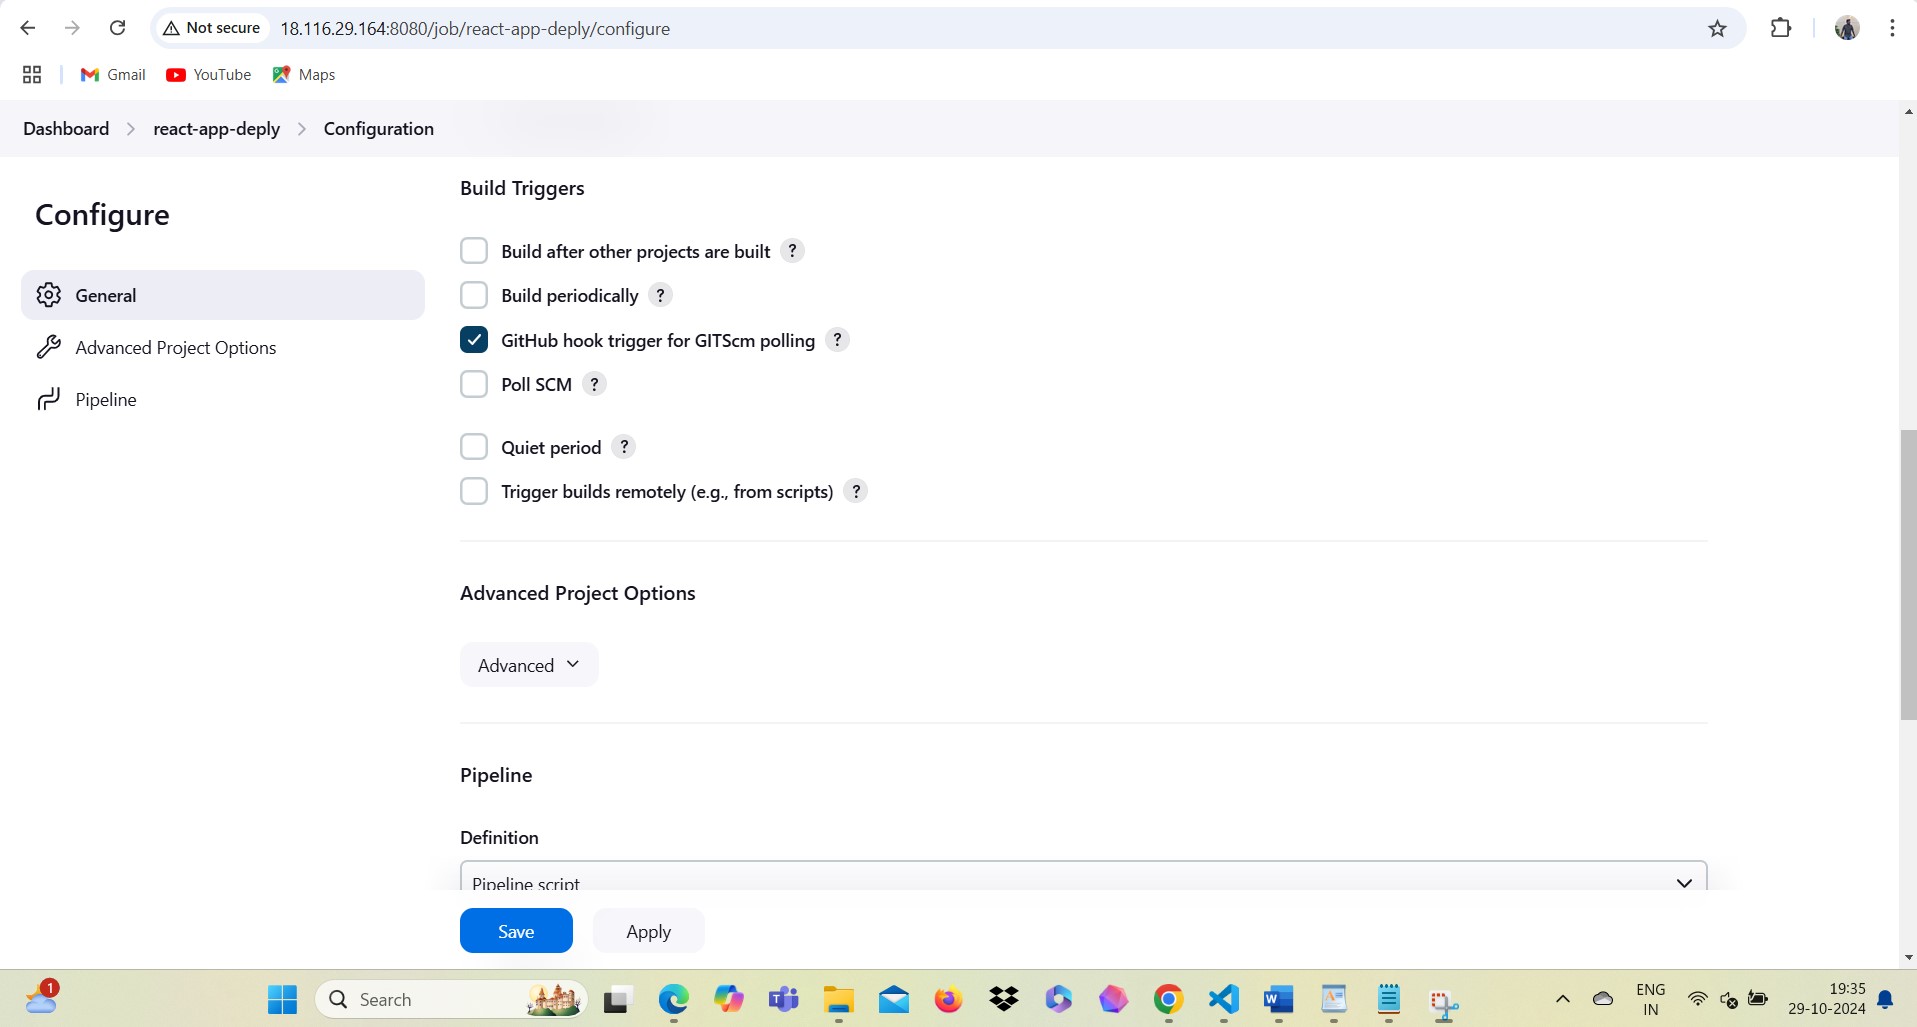 Not secure 18.116.29.164:8080/job/react-app-deply/configure
Gmail YouTube Maps
Dashboard react-app-deply Configuration
Configure
General
Advanced Project Options
Pipeline
Build Triggers
Build after other projects are built ?
Build periodically ?
GitHub hook trigger for GITScm polling ?
Poll SCM ?
Quiet period ?
Trigger builds remotely (e.g., from scripts) ?
Advanced Project Options
Advanced
Pipeline
Definition
Pipeline script
Save Apply
1
Search
T
W
ENG
IN
19:35
29-10-2024